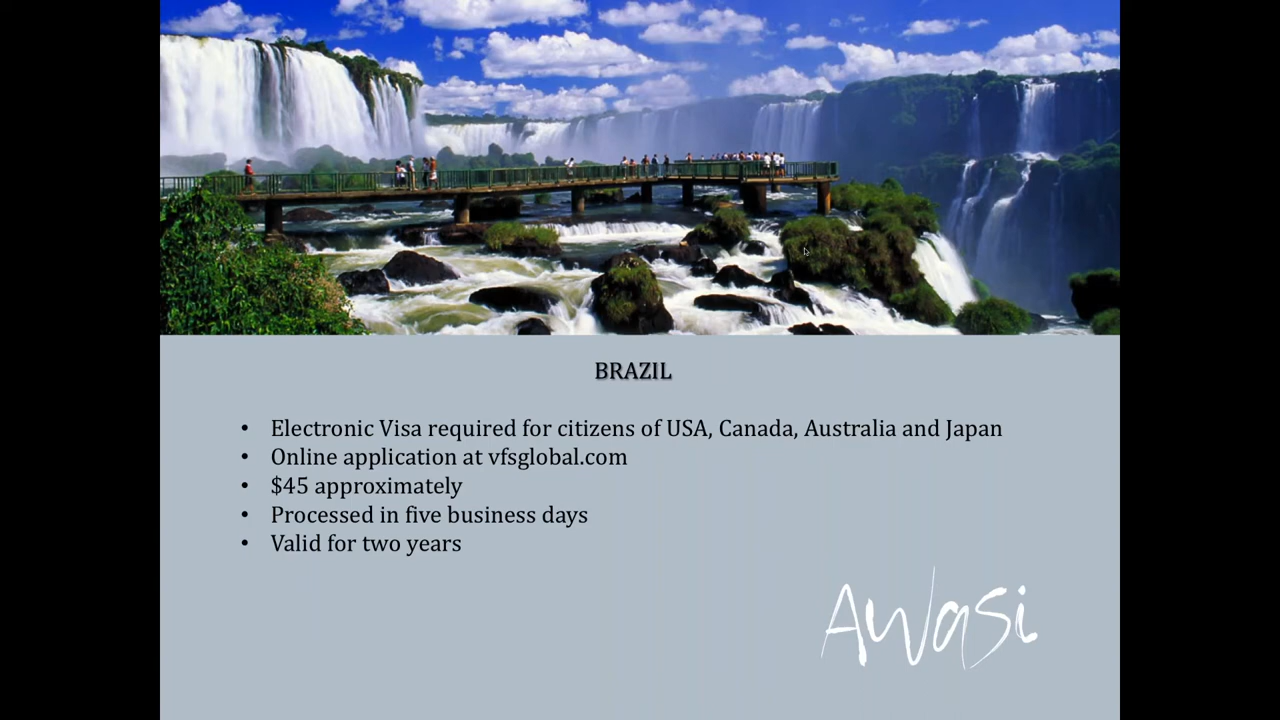 BRAZIL
• Electronic Visa required for citizens of USA, Canada, Australia and Japan
• Online application at vfsglobal.com
• $45 approximately
• Processed in five business days
• Valid for two years
AWasi